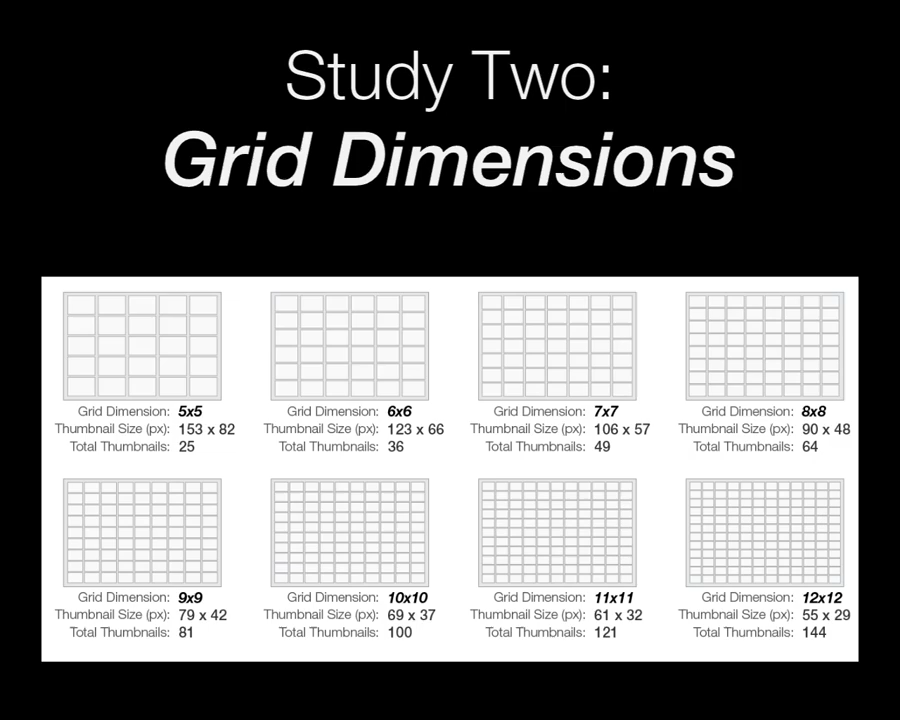 Study Two:
Grid Dimensions
Grid Dimension: 5x5
Thumbnail Size (px): 153 x 82
Total Thumbnails: 25
Grid Dimension: 6x6
Thumbnail Size (px): 123 x 66
Total Thumbnails: 36
Grid Dimension: 7x7
Thumbnail Size (px): 106 x 57
Total Thumbnails: 49
Grid Dimension: 8x8
Thumbnail Size (px): 90 x 48
Total Thumbnails: 64
Grid Dimension: 9x9
Thumbnail Size (px): 79 x 42
Total Thumbnails: 81
Grid Dimension: 10x10
Thumbnail Size (px): 69 x 37
Total Thumbnails: 100
Grid Dimension: 11x11
Thumbnail Size (px): 61 x 32
Total Thumbnails: 121
Grid Dimension: 12x12
Thumbnail Size (px): 55 x 29
Total Thumbnails: 144